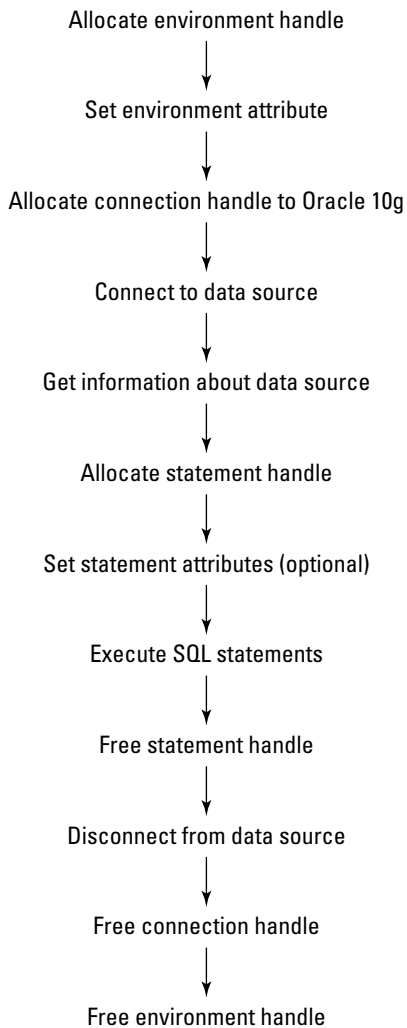 Allocate environment handle
Set environment attribute
Allocate connection handle to Oracle 10g
Connect to data source
Get information about data source
Allocate statement handle
Set statement attributes (optional)
Execute SQL statements
Free statement handle
Disconnect from data source
Free connection handle
Free environment handle